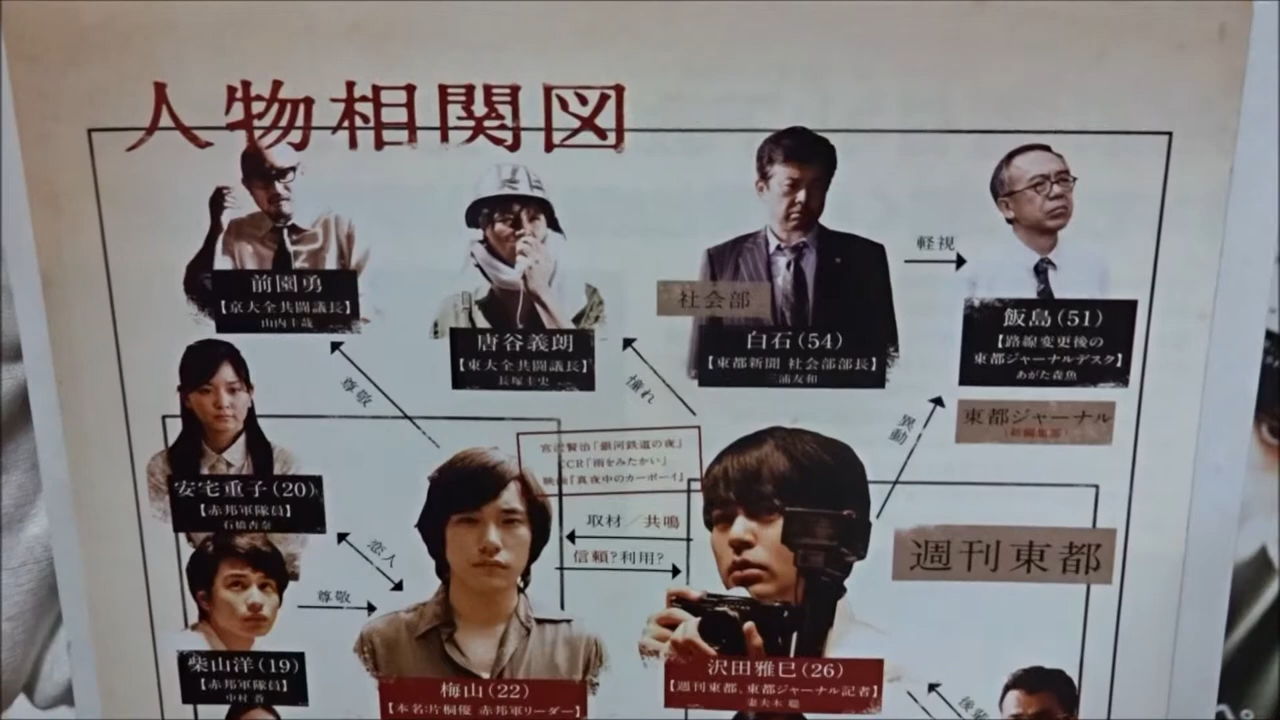 人物相関図
前園勇
【京大全共闘議長】
山内圭哉
唐谷義朗
【東大全共闘議長】
長塚圭史
社会部
白石(54)
【東都新聞 社会部部長】
三浦友和
軽視
飯島(51)
【路線変更後の
東都ジャーナルデスク】
あがた森魚
東都ジャーナル
(新編集部)
尊敬
憧れ
異動
安宅重子(20)
【赤邦軍隊員】
石橋杏奈
宮沢賢治『銀河鉄道の夜』
CCR『雨をみたかい』
映画『真夜中のカーボーイ』
取材/共鳴
信頼?利用?
週刊東都
恋人
尊敬
柴山洋(19)
【赤邦軍隊員】
中村蒼
梅山(22)
【本名:片桐優 赤邦軍リーダー】
沢田雅巳(26)
【週刊東都、東都ジャーナル記者】
妻夫木 聡
後輩